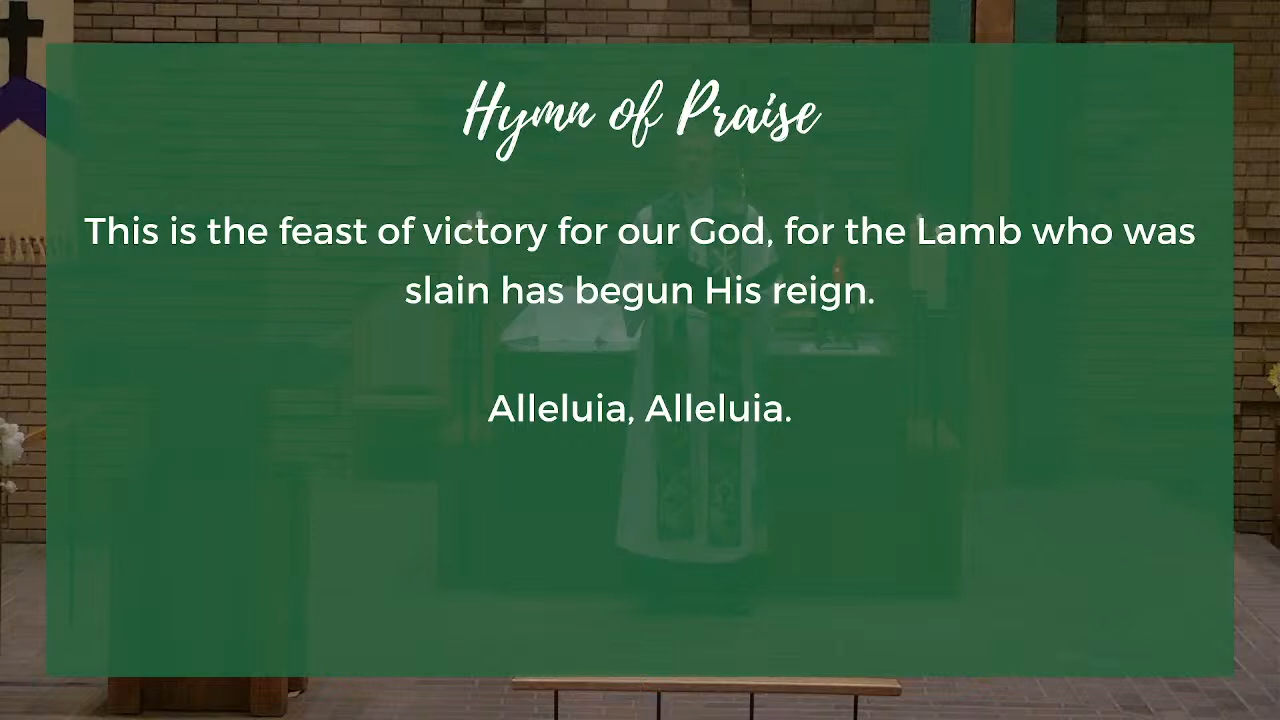 Hymn of Praise
This is the feast of victory for our God, for the Lamb who was
slain has begun His reign.
Alleluia, Alleluia.